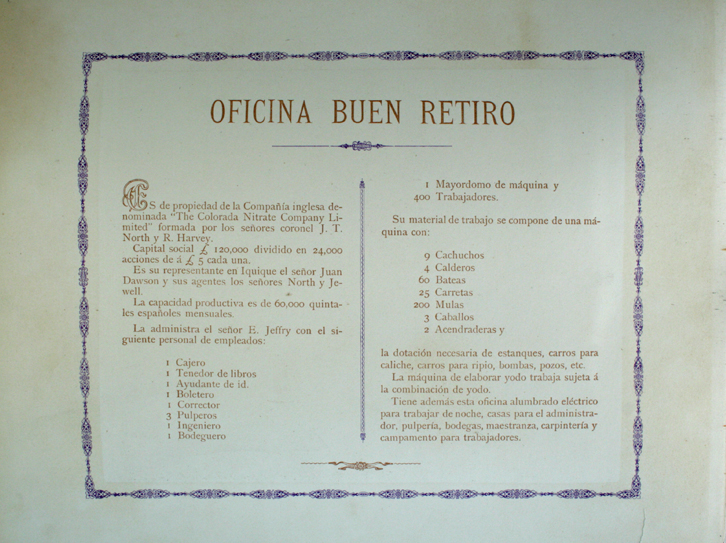 OFICINA BUEN RETIRO
ES de propiedad de la Compañía inglesa de-
nominada "The Colorada Nitrate Company Li-
mited" formada por los señores coronel J. T.
North y R. Harvey.
Capital social £ 120,000 dividido en 24,000
acciones de á £ 5 cada una.
Es su representante en Iquique el señor Juan
Dawson y sus agentes los señores North y Je-
well.
La capacidad productiva es de 60,000 quinta-
les españoles mensuales.
La administra el señor E. Jeffry con el si-
guiente personal de empleados:
1 Cajero
1 Tenedor de libros
1 Ayudante de id.
1 Boletero
1 Corrector
3 Pulperos
1 Ingeniero
1 Bodeguero
1 Mayordomo de máquina y
400 Trabajadores.
Su material de trabajo se compone de una má-
quina con:
9 Cachuchos
4 Calderos
60 Bateas
25 Carretas
200 Mulas
3 Caballos
2 Acendraderas y
la dotación necesaria de estanques, carros para
caliche, carros para ripio, bombas, pozos, etc.
La máquina de elaborar yodo trabaja sujeta á
la combinación de yodo.
Tiene además esta oficina alumbrado eléctrico
para trabajar de noche, casas para el administra-
dor, pulpería, bodegas, maestranza, carpintería y
campamento para trabajadores.